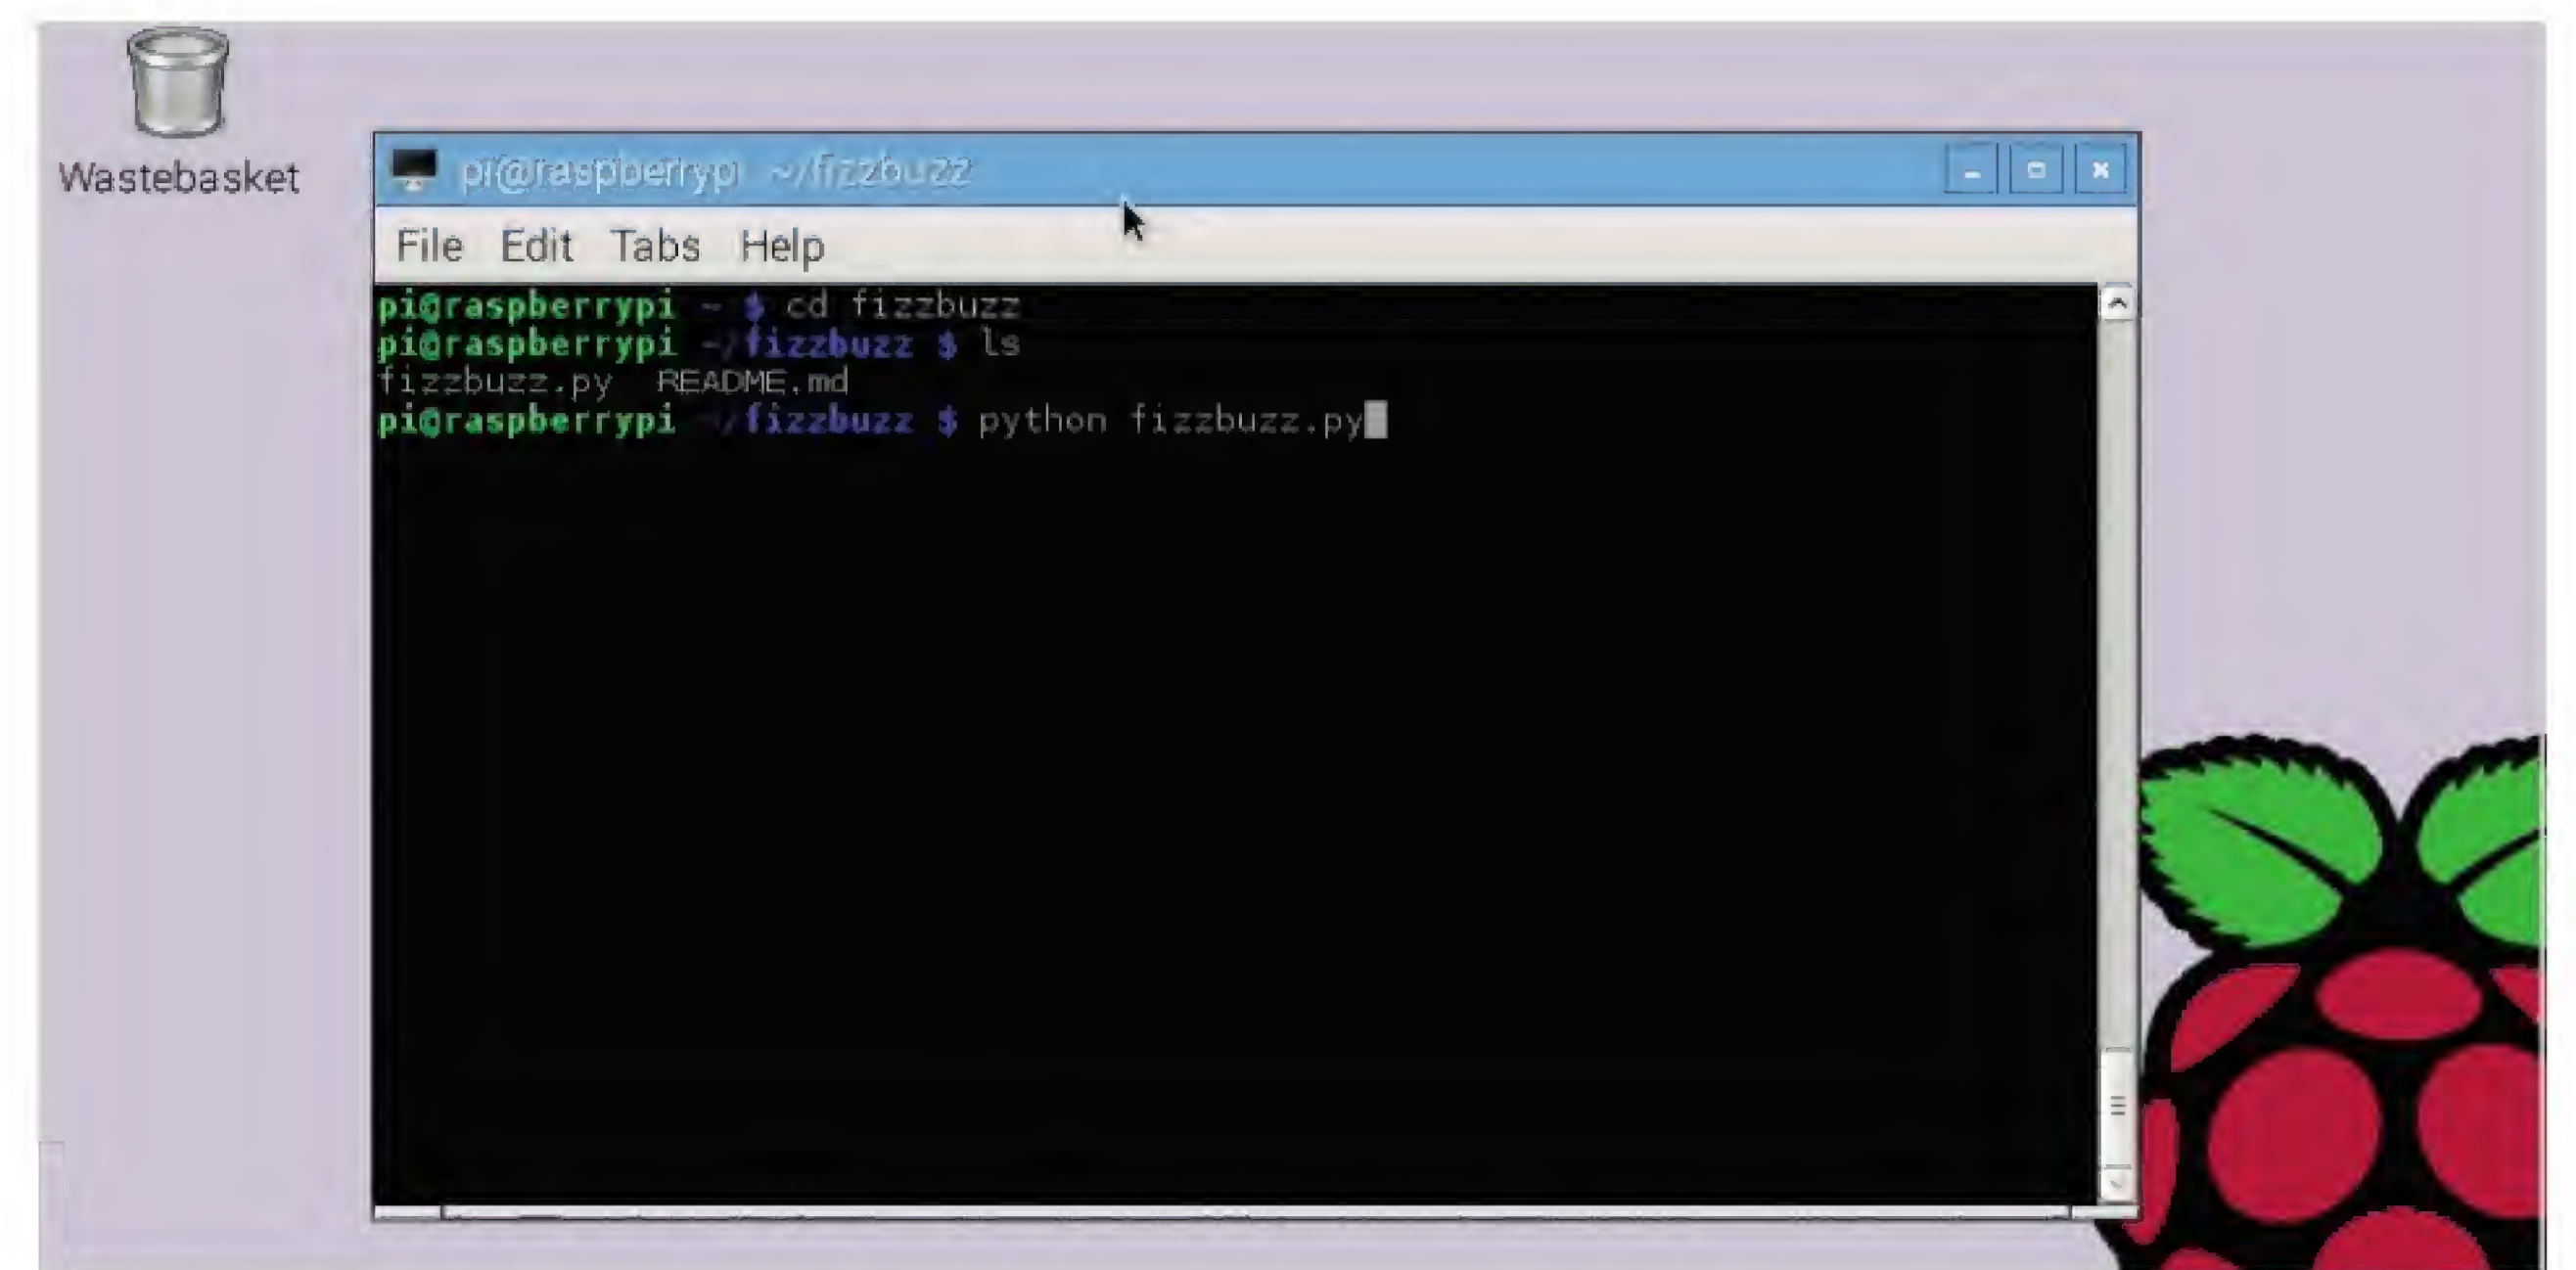 Wastebasket
pi@raspberrypi ~/fizzbuzz
File Edit Tabs Help
pi@raspberrypi ~ $ cd fizzbuzz
pi@raspberrypi ~/fizzbuzz $ ls
fizzbuzz.py README.md
pi@raspberrypi ~/fizzbuzz $ python fizzbuzz.py